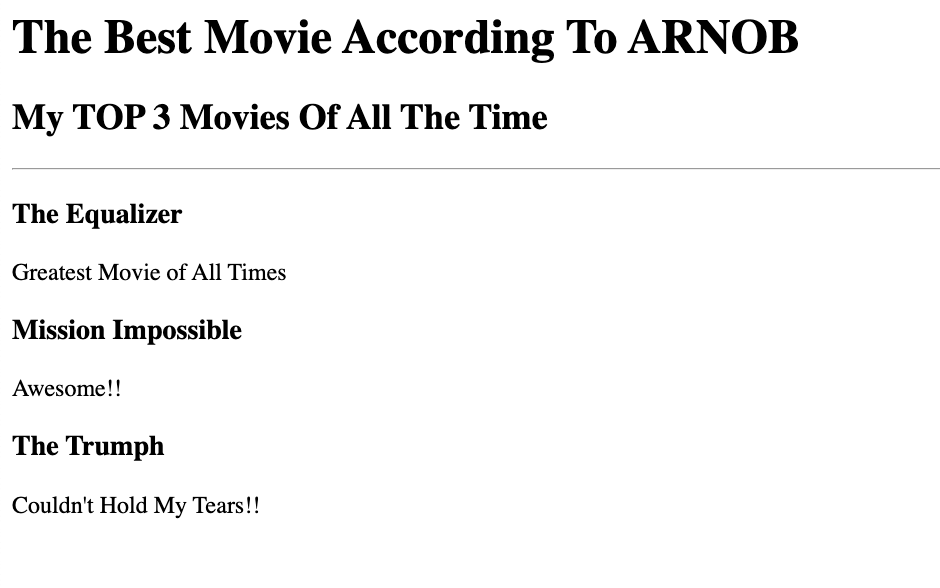 The Best Movie According To ARNOB
My TOP 3 Movies Of All The Time
The Equalizer
Greatest Movie of All Times
Mission Impossible
Awesome!!
The Trumph
Couldn't Hold My Tears!!